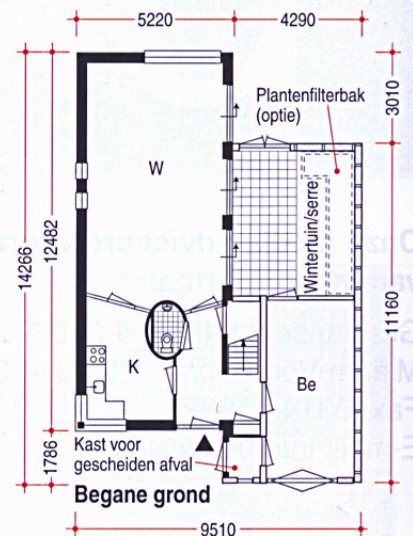 5220
4290
Plantenfilterbak
(optie)
3010
W
Wintertuin/serre
12482
14266
11160
K
Be
1786
Kast voor
gescheiden afval
Begane grond
9510